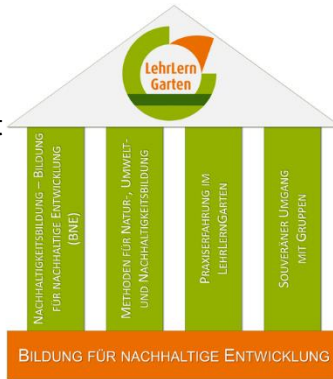 LehrLern
Garten
NACHHALTIGKEITSBILDUNG – BILDUNG
FÜR NACHHALTIGE ENTWICKLUNG
(BNE)
METHODEN FÜR NATUR-, UMWELT-
UND NACHHALTIGKEITSBILDUNG
PRAXISERFAHRUNG IM
LEHRLERNGARTEN
SOUVERÄNER UMGANG
MIT GRUPPEN
BILDUNG FÜR NACHHALTIGE ENTWICKLUNG